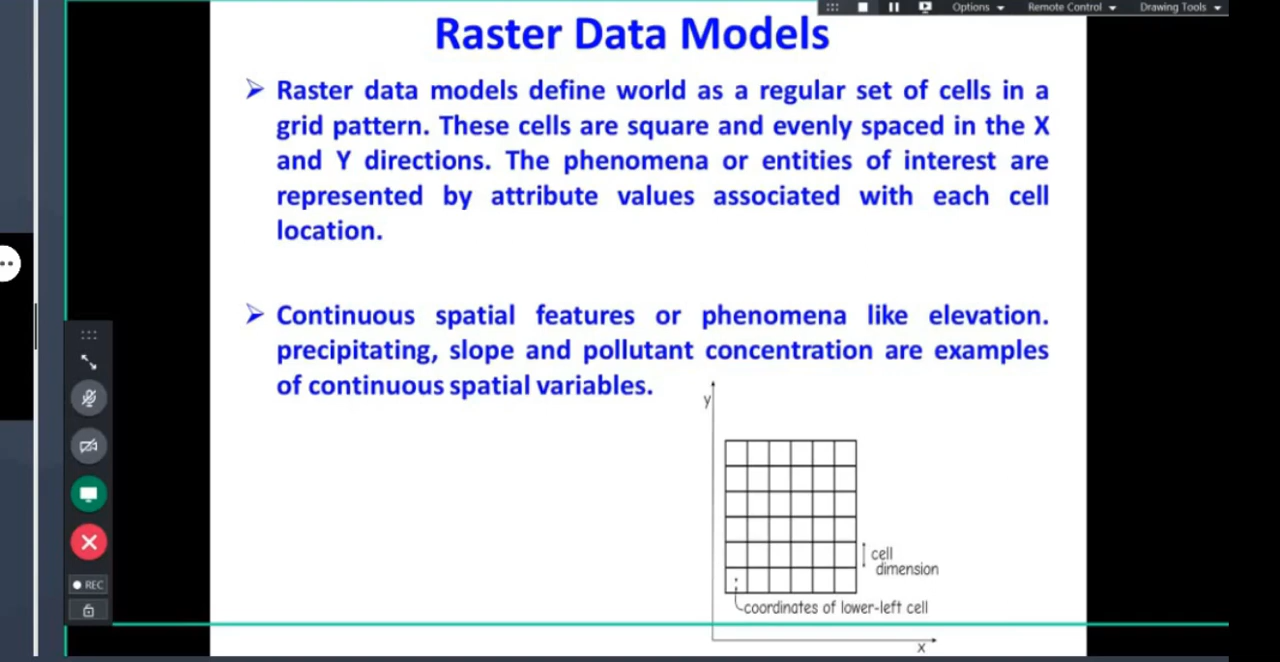 Options
Remote Control
Drawing Tools
Raster Data Models
Raster data models define world as a regular set of cells in a
grid pattern. These cells are square and evenly spaced in the X
and Y directions. The phenomena or entities of interest are
represented by attribute values associated with each cell
location.
Continuous spatial features or phenomena like elevation.
precipitating, slope and pollutant concentration are examples
of continuous spatial variables.
y
cell
dimension
coordinates of lower-left cell
x
REC